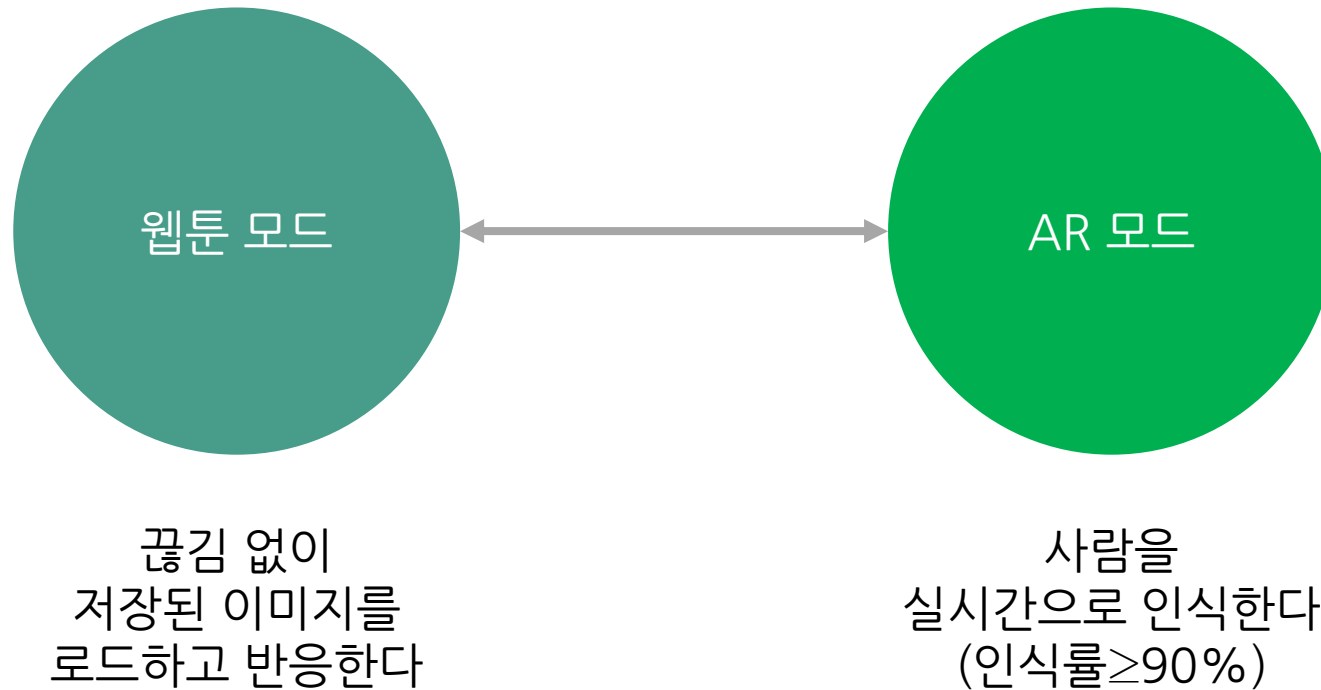 웹툰 모드
AR 모드
끊김 없이
저장된 이미지를
로드하고 반응한다
사람을
실시간으로 인식한다
(인식률≥90%)